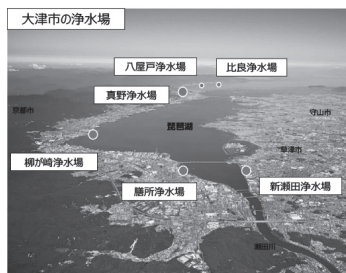 大津市の浄水場
八屋戸浄水場
比良浄水場
真野浄水場
京都市
琵琶湖
守山市
柳が崎浄水場
草津市
膳所浄水場
新瀬田浄水場
瀬田川